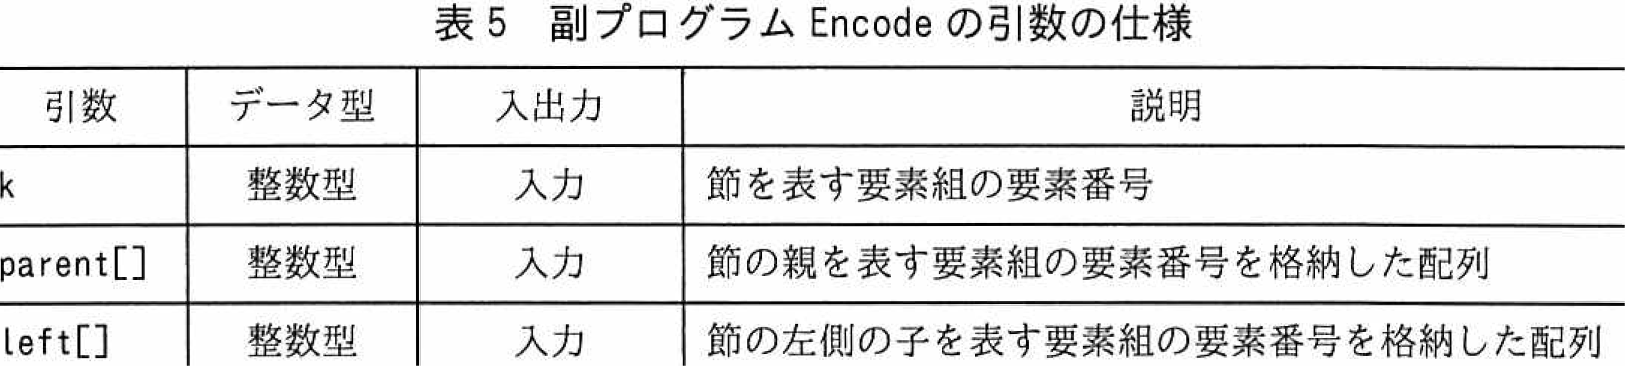 表5　副プログラム Encode の引数の仕様
引数　データ型　入出力　説明
k　整数型　入力　節を表す要素組の要素番号
parent[]　整数型　入力　節の親を表す要素組の要素番号を格納した配列
left[]　整数型　入力　節の左側の子を表す要素組の要素番号を格納した配列